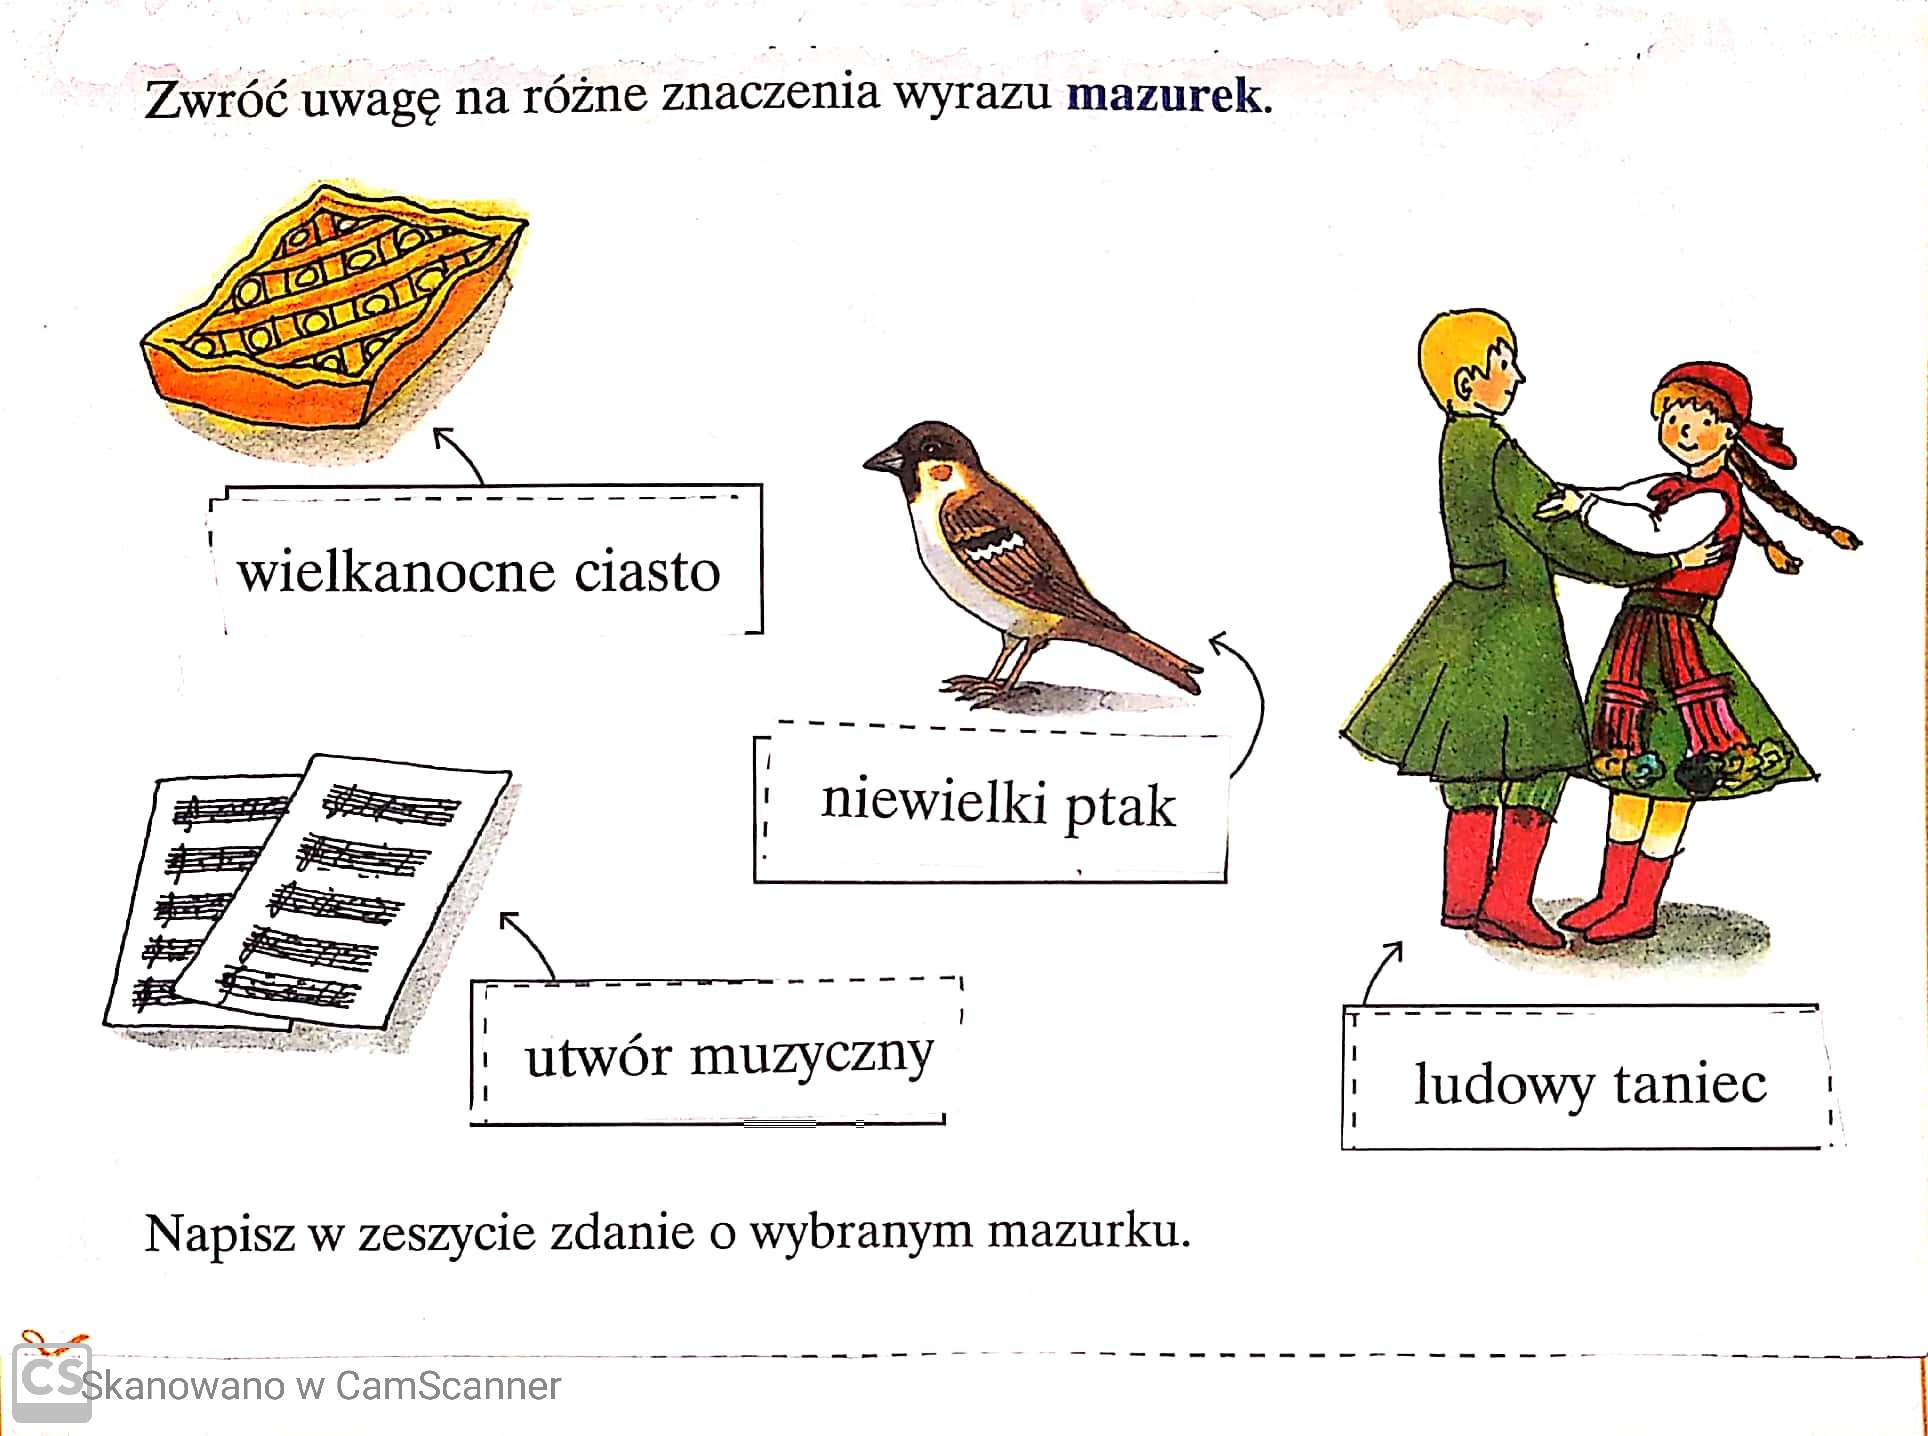 Zwróć uwagę na różne znaczenia wyrazu mazurek.
wielkanocne ciasto
niewielki ptak
utwór muzyczny
ludowy taniec
Napisz w zeszycie zdanie o wybranym mazurku.
CS Skanowano w CamScanner